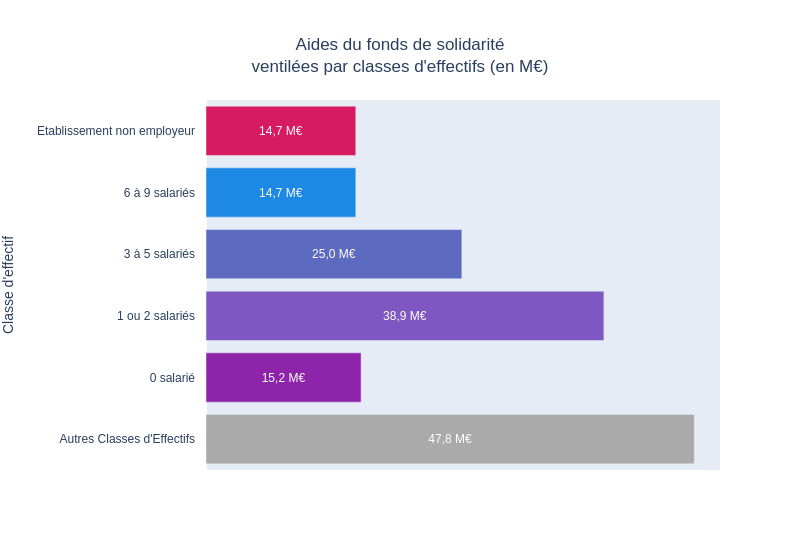 Aides du fonds de solidarité
ventilées par classes d'effectifs (en M€)
Classe d'effectif
Etablissement non employeur
14,7 M€
6 à 9 salariés
14,7 M€
3 à 5 salariés
25,0 M€
1 ou 2 salariés
38,9 M€
0 salarié
15,2 M€
Autres Classes d'Effectifs
47,8 M€